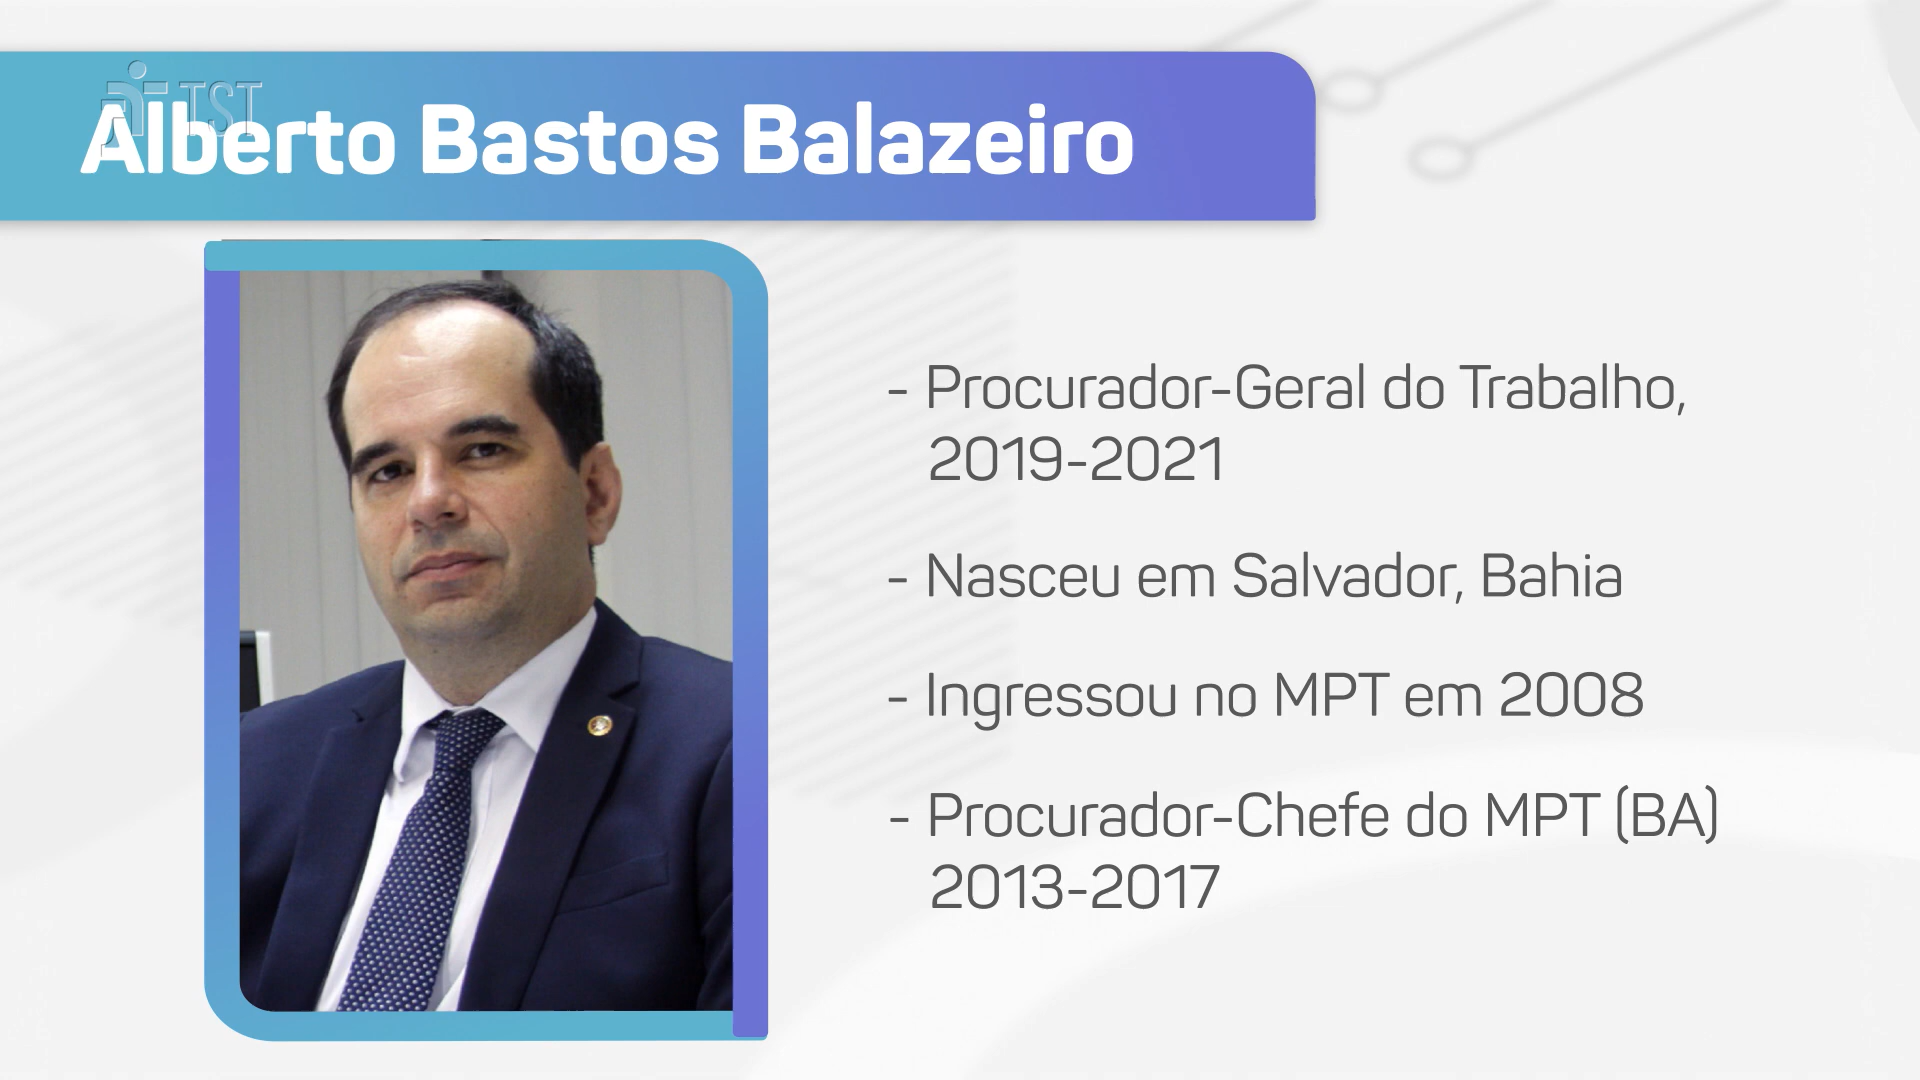 TST
Alberto Bastos Balazeiro
- Procurador-Geral do Trabalho,
2019-2021
- Nasceu em Salvador, Bahia
- Ingressou no MPT em 2008
- Procurador-Chefe do MPT (BA)
2013-2017